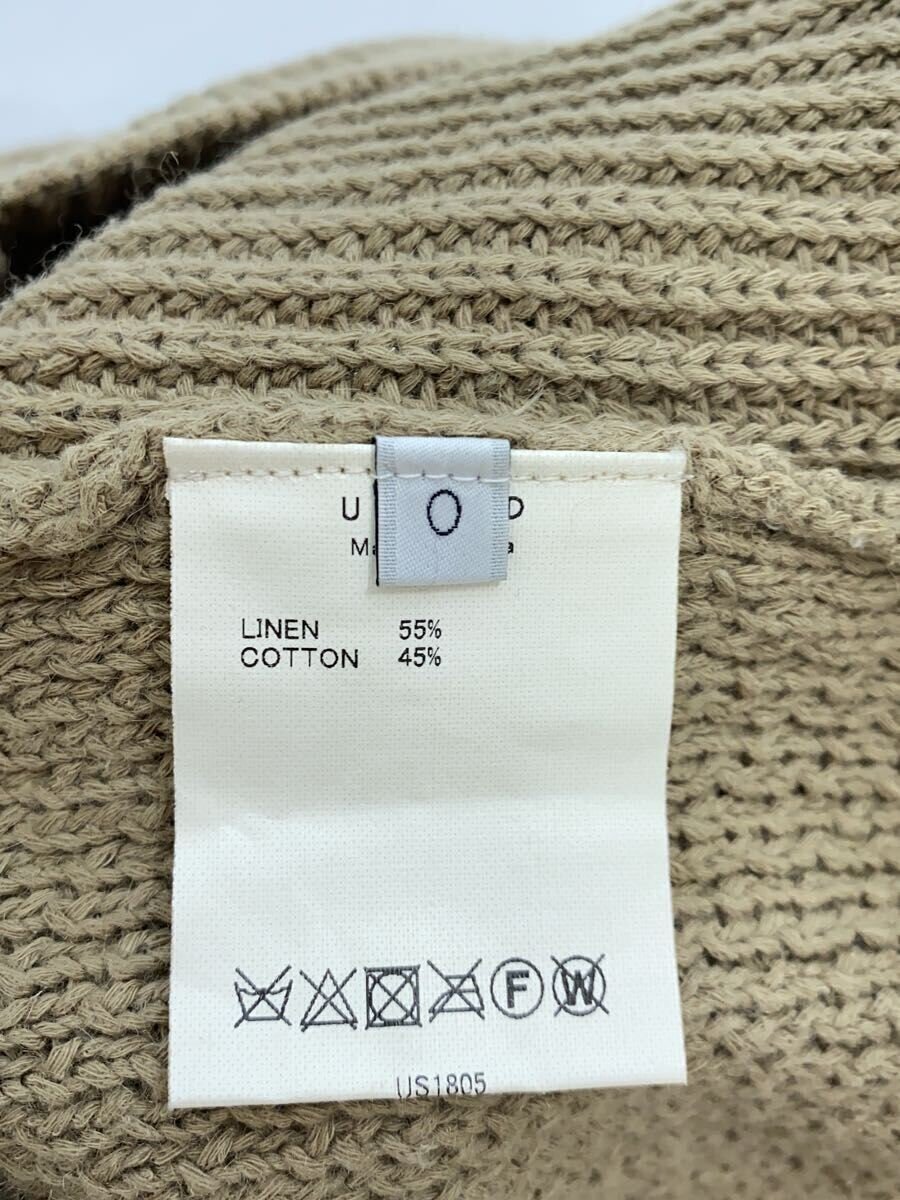 O
LINEN 55%
COTTON 45%
F W
US1805